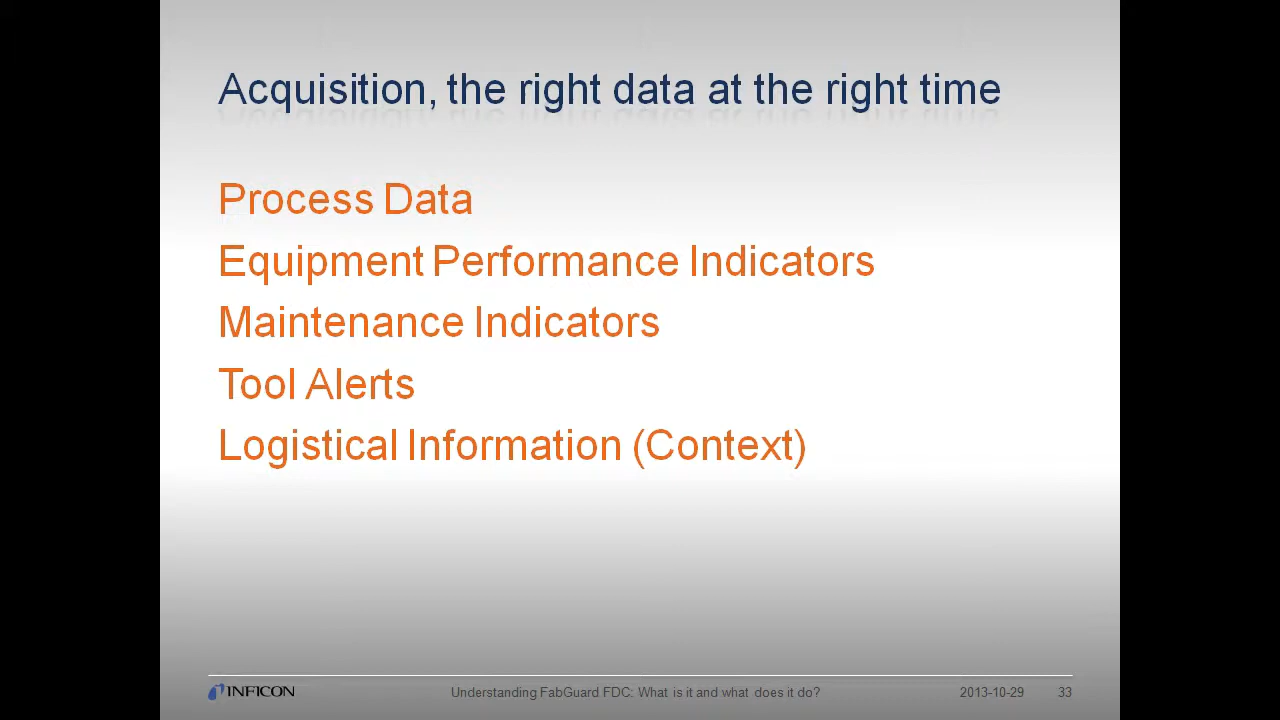 Acquisition, the right data at the right time
Process Data
Equipment Performance Indicators
Maintenance Indicators
Tool Alerts
Logistical Information (Context)
INFICON
Understanding FabGuard FDC: What is it and what does it do?
2013-10-29
33